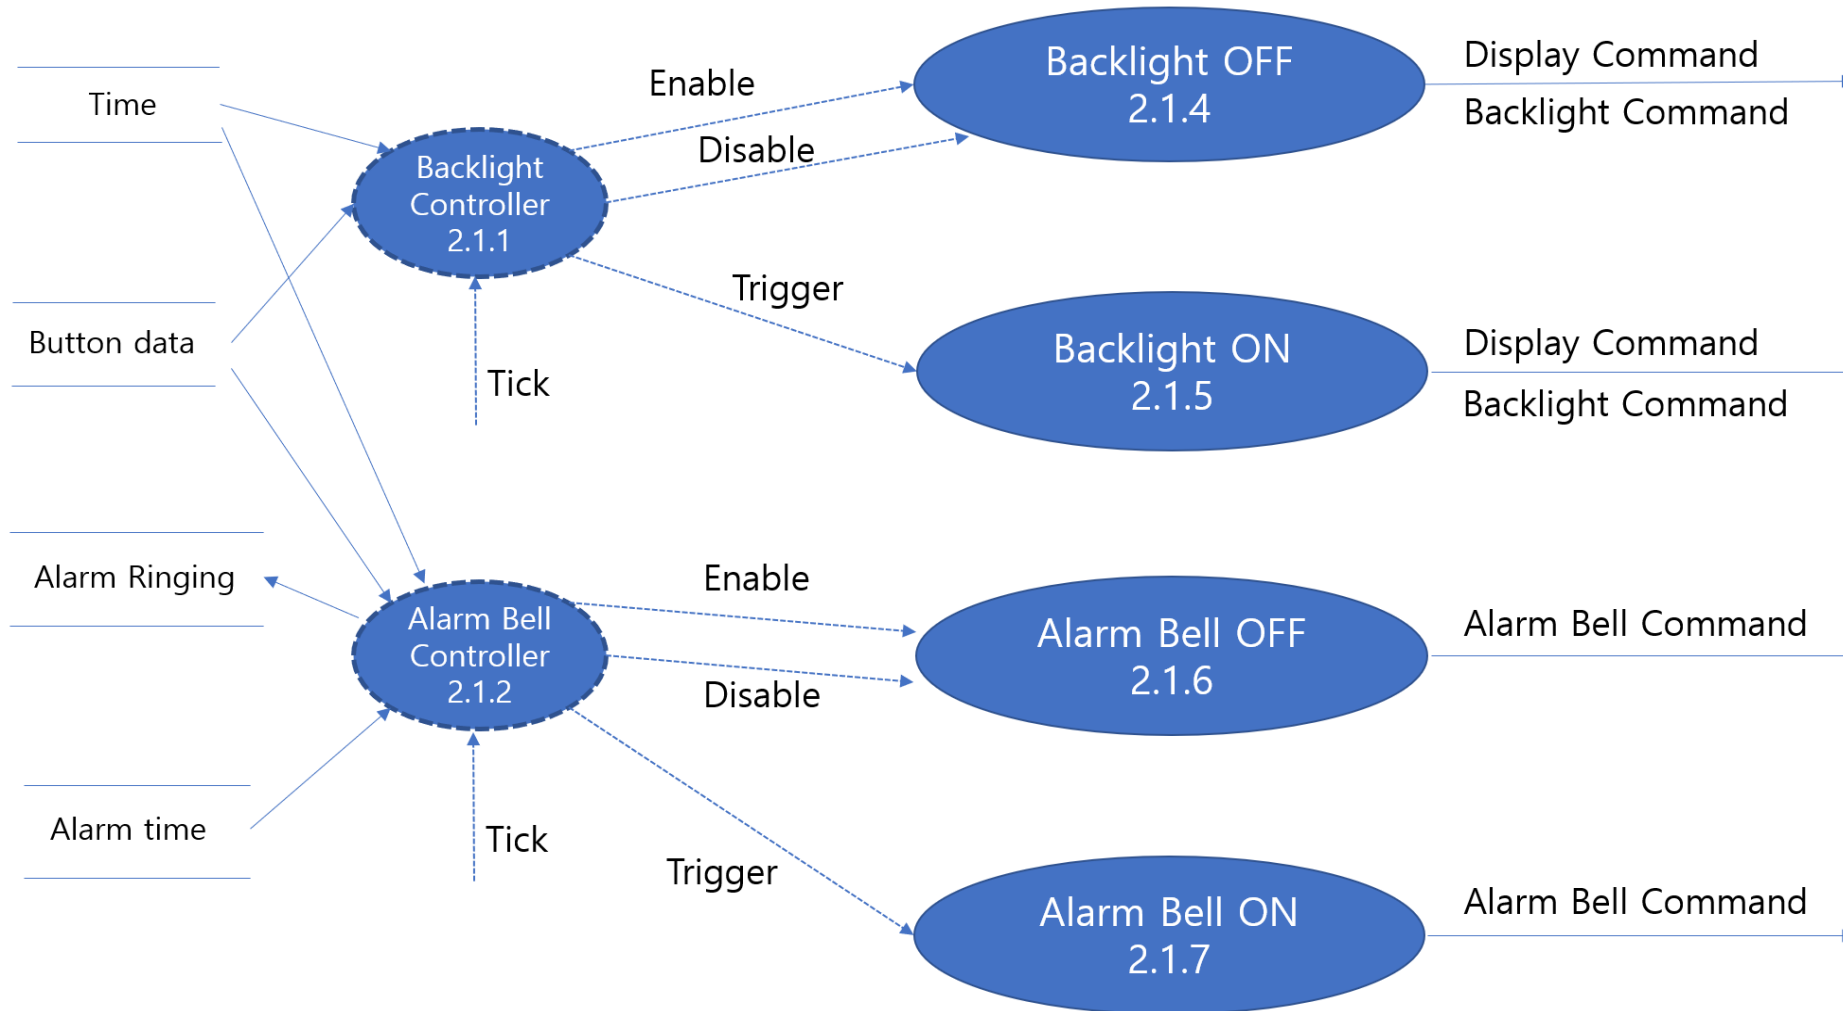 Time
Button data
Alarm Ringing
Alarm time
Backlight
Controller
2.1.1
Tick
Alarm Bell
Controller
2.1.2
Tick
Enable
Disable
Trigger
Enable
Disable
Trigger
Backlight OFF
2.1.4
Backlight ON
2.1.5
Alarm Bell OFF
2.1.6
Alarm Bell ON
2.1.7
Display Command
Backlight Command
Display Command
Backlight Command
Alarm Bell Command
Alarm Bell Command